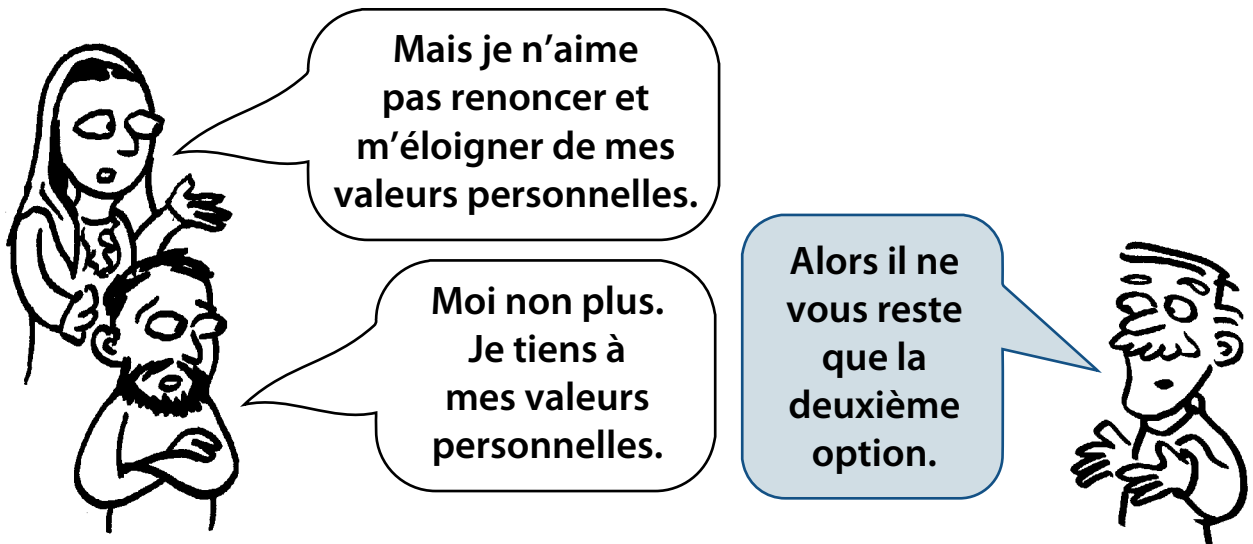 Mais je n’aime
pas renoncer et
m’éloigner de mes
valeurs personnelles.
Moi non plus.
Je tiens à
mes valeurs
personnelles.
Alors il ne
vous reste
que la
deuxième
option.